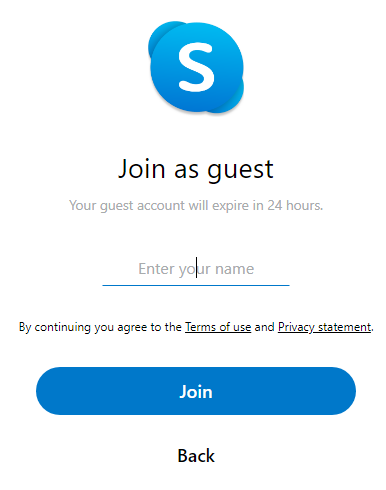 S
Join as guest
Your guest account will expire in 24 hours.
Enter your name
By continuing you agree to the Terms of use and Privacy statement.
Join
Back